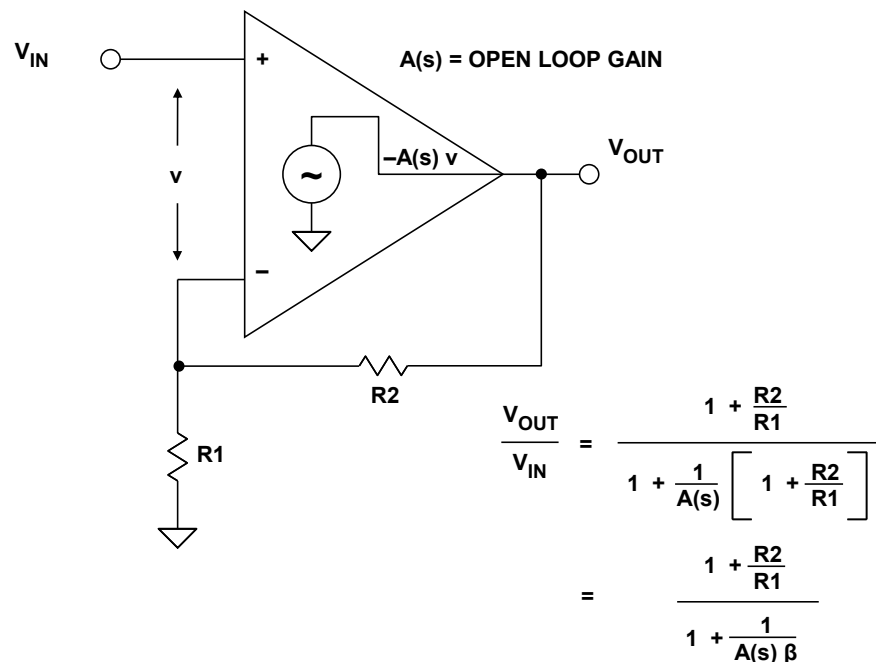 V_IN
+
A(s) = OPEN LOOP GAIN
–A(s) v
~
V_OUT
v
–
R2
R1
V_OUT / V_IN = (1 + R2/R1) / (1 + 1/A(s) [1 + R2/R1])
= (1 + R2/R1) / (1 + 1/(A(s) β))